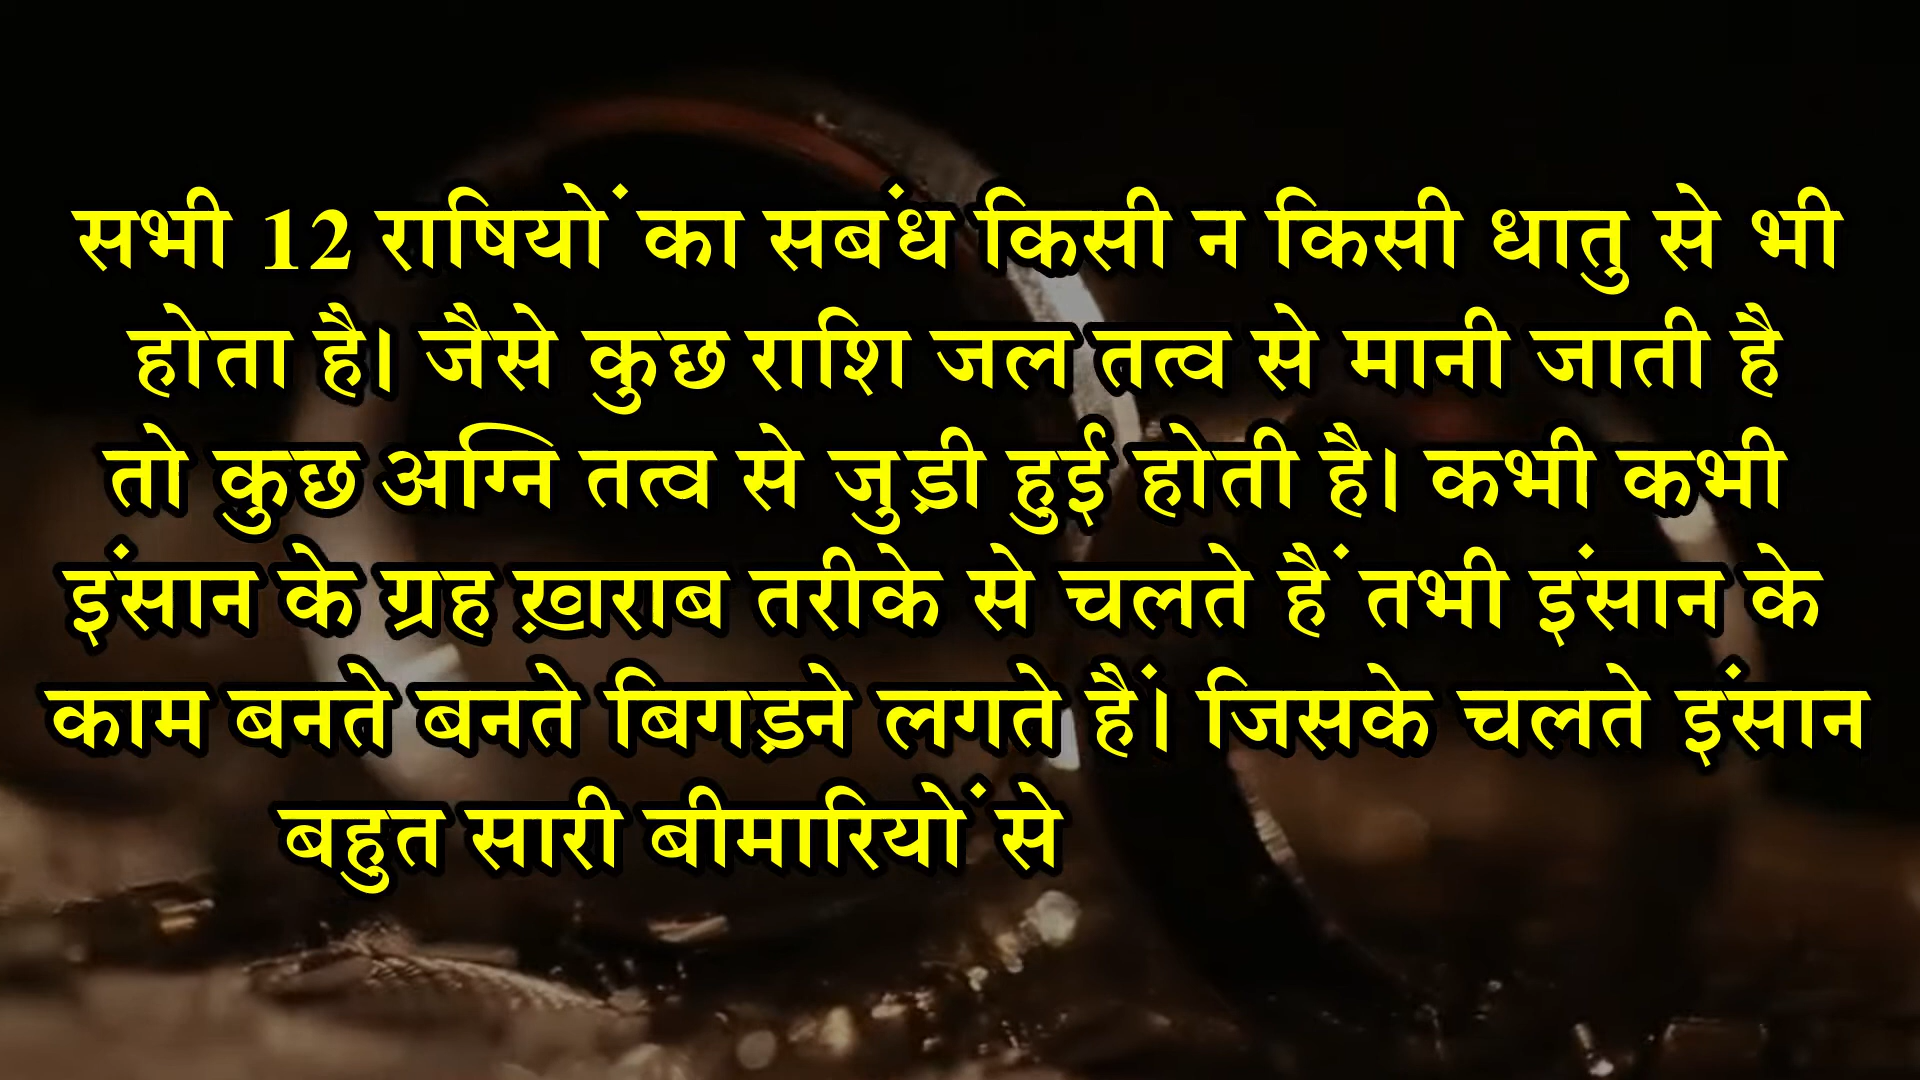 सभी 12 राषियों का सबंध किसी न किसी धातु से भी
होता है। जैसे कुछ राशि जल तत्व से मानी जाती है
तो कुछ अग्नि तत्व से जुड़ी हुई होती है। कभी कभी
इंसान के ग्रह ख़राब तरीके से चलते हैं तभी इंसान के
काम बनते बनते बिगड़ने लगते हैं। जिसके चलते इंसान
बहुत सारी बीमारियों से